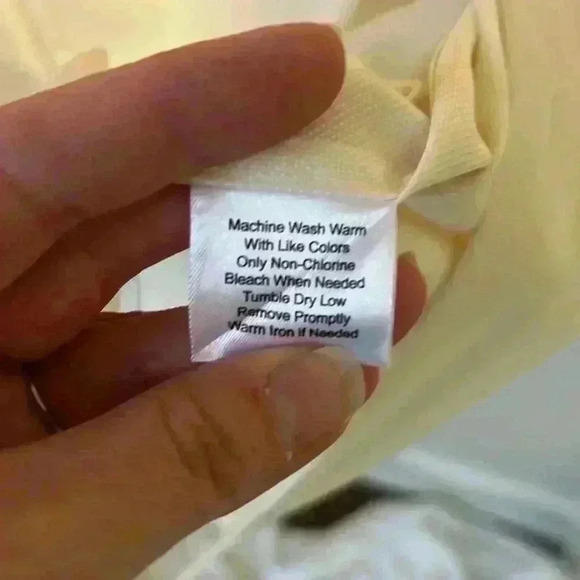 Machine Wash Warm
With Like Colors
Only Non-Chlorine
Bleach When Needed
Tumble Dry Low
Remove Promptly
Warm Iron if Needed